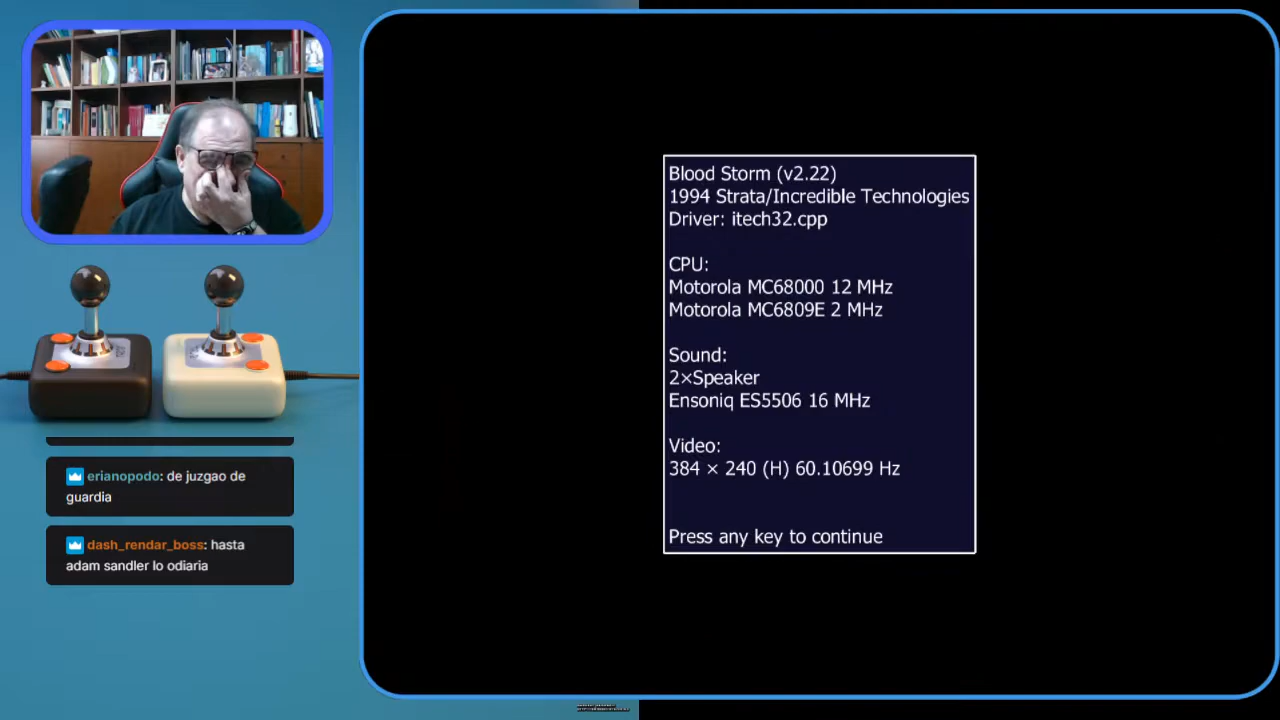 Blood Storm (v2.22)
1994 Strata/Incredible Technologies
Driver: itech32.cpp
CPU:
Motorola MC68000 12 MHz
Motorola MC6809E 2 MHz
Sound:
2×Speaker
Ensoniq ES5506 16 MHz
Video:
384 × 240 (H) 60.10699 Hz
Press any key to continue
erianopodo: de juzgao de
guardia
dash_rendar_boss: hasta
adam sandler lo odiaria